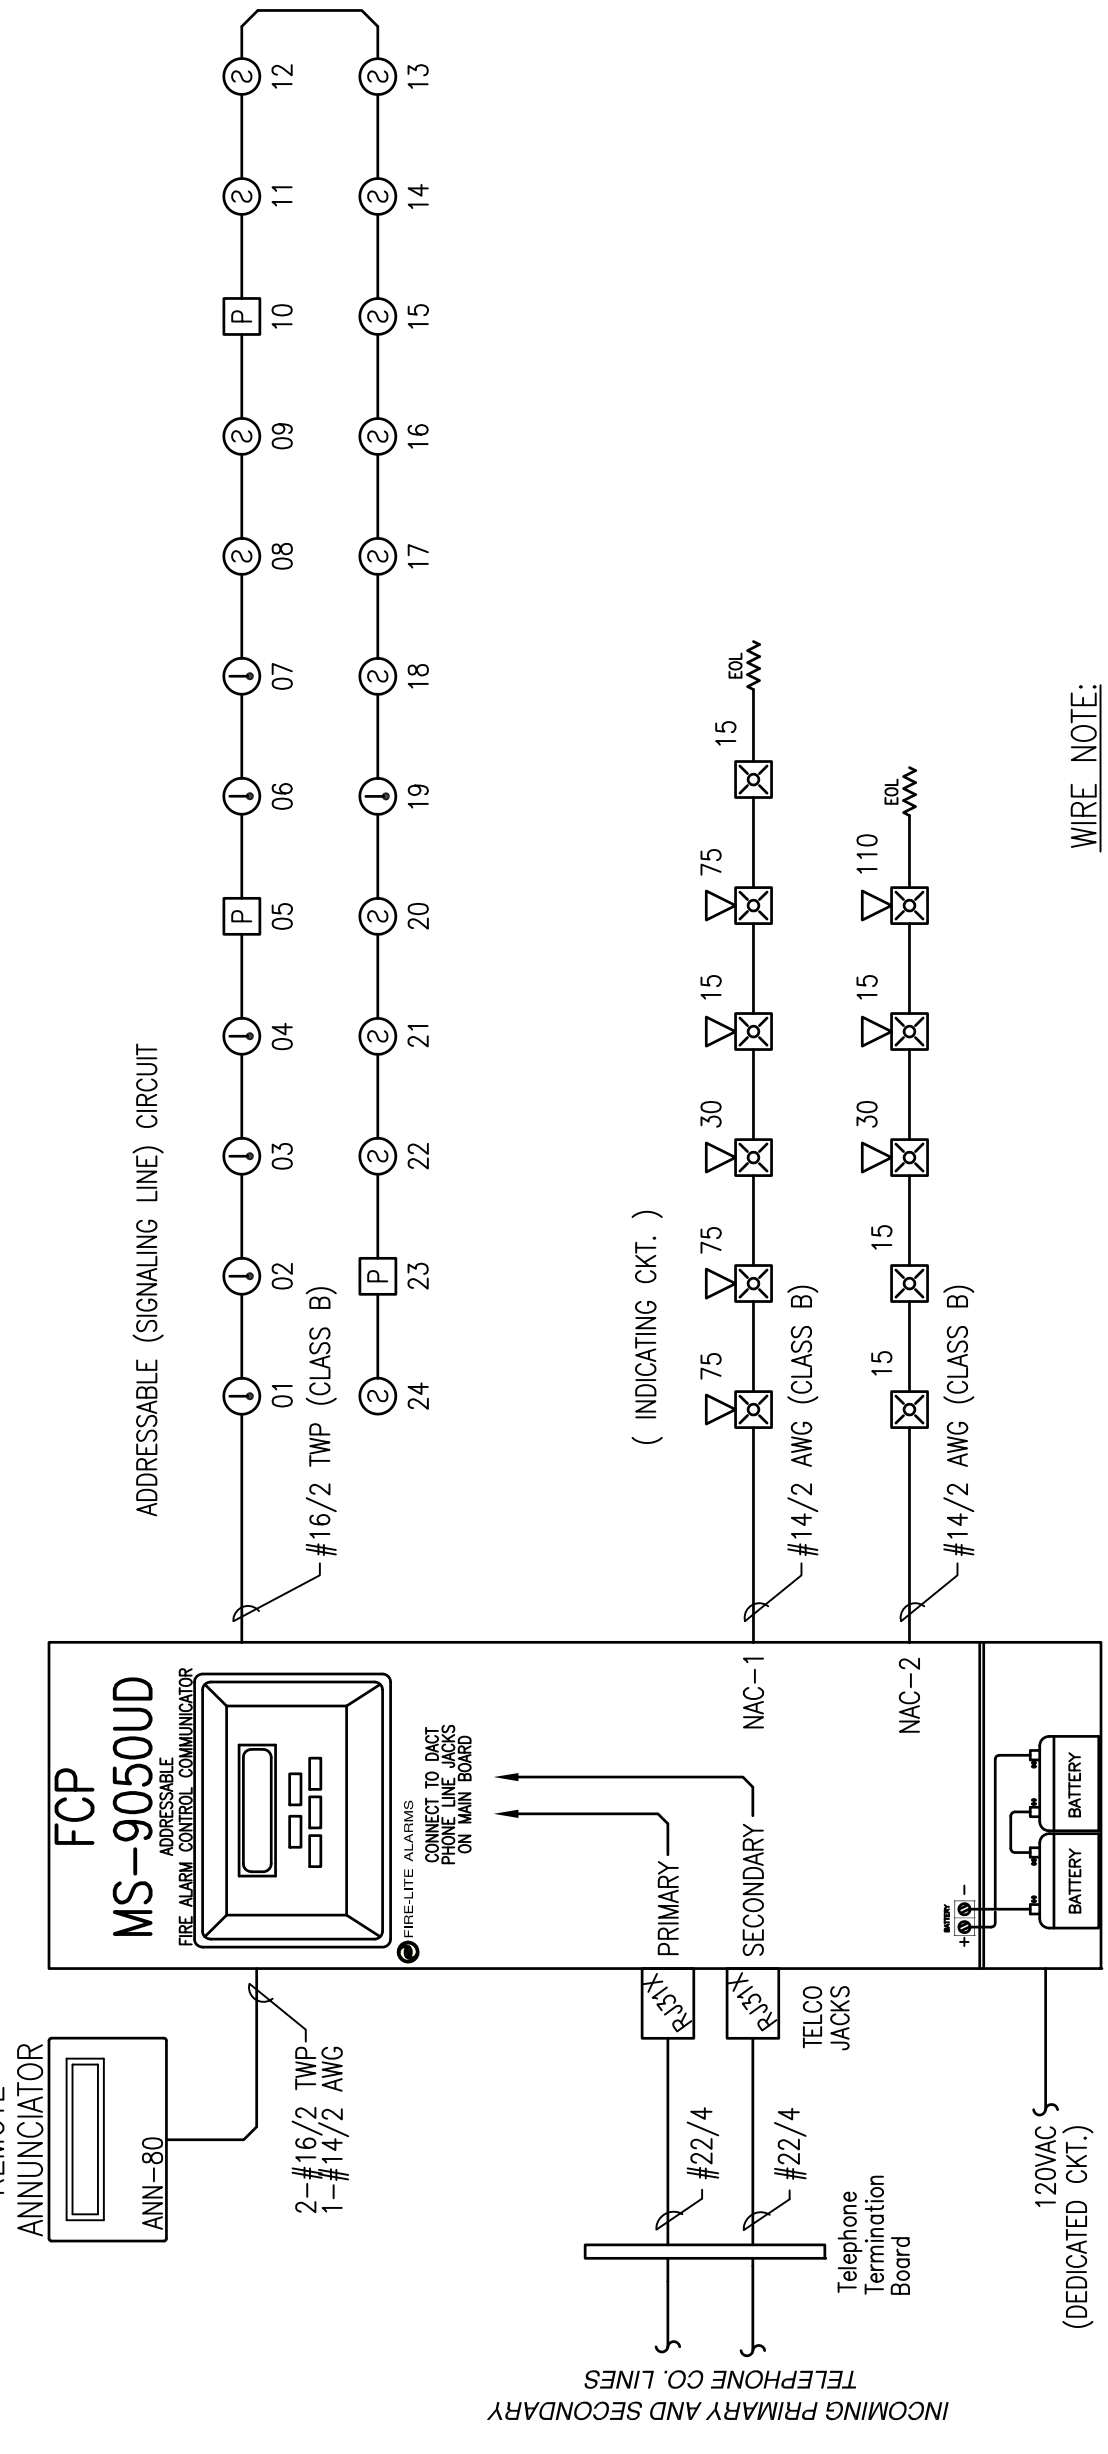 REMOTE
ANNUNCIATOR
ANN-80
2-#16/2 TWP
1-#14/2 AWG
FCP
MS-9050UD
ADDRESSABLE
FIRE ALARM CONTROL COMMUNICATOR
FIRE-LITE ALARMS
CONNECT TO DACT
PHONE LINE JACKS
ON MAIN BOARD
PRIMARY
SECONDARY
RJ31X
RJ31X
TELCO
JACKS
#22/4
#22/4
Telephone
Termination
Board
INCOMING PRIMARY AND SECONDARY
TELEPHONE CO. LINES
120VAC
(DEDICATED CKT.)
BATTERY
+ -
BATTERY
BATTERY
NAC-1
NAC-2
ADDRESSABLE (SIGNALING LINE) CIRCUIT
#16/2 TWP (CLASS B)
P P
01 02 03 04 05 06 07 08 09 10 11 12
S S S S
P
24 23 22 21 20 19 18 17 16 15 14 13
S S S S S S S S S S
( INDICATING CKT. )
75 75 30 15 75 15
EOL
#14/2 AWG (CLASS B)
15 15 30 15 110
EOL
#14/2 AWG (CLASS B)
WIRE NOTE: